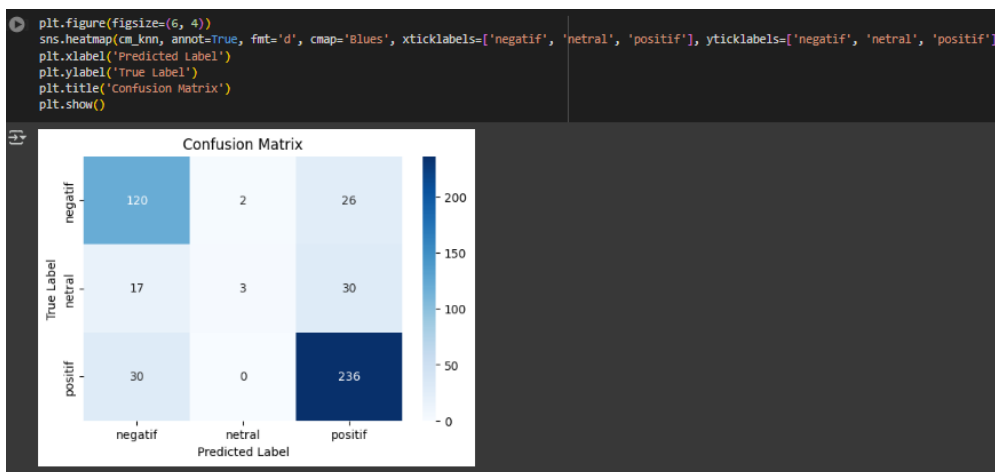 plt.figure(figsize=(6, 4))
sns.heatmap(cm_knn, annot=True, fmt='d', cmap='Blues', xticklabels=['negatif', 'netral', 'positif'], yticklabels=['negatif', 'netral', 'positif']
plt.xlabel('Predicted Label')
plt.ylabel('True Label')
plt.title('Confusion Matrix')
plt.show()
Confusion Matrix
negatif
120 2 26
200
150
True Label
netral
17 3 30
100
positif
30 0 236
50
0
negatif netral positif
Predicted Label